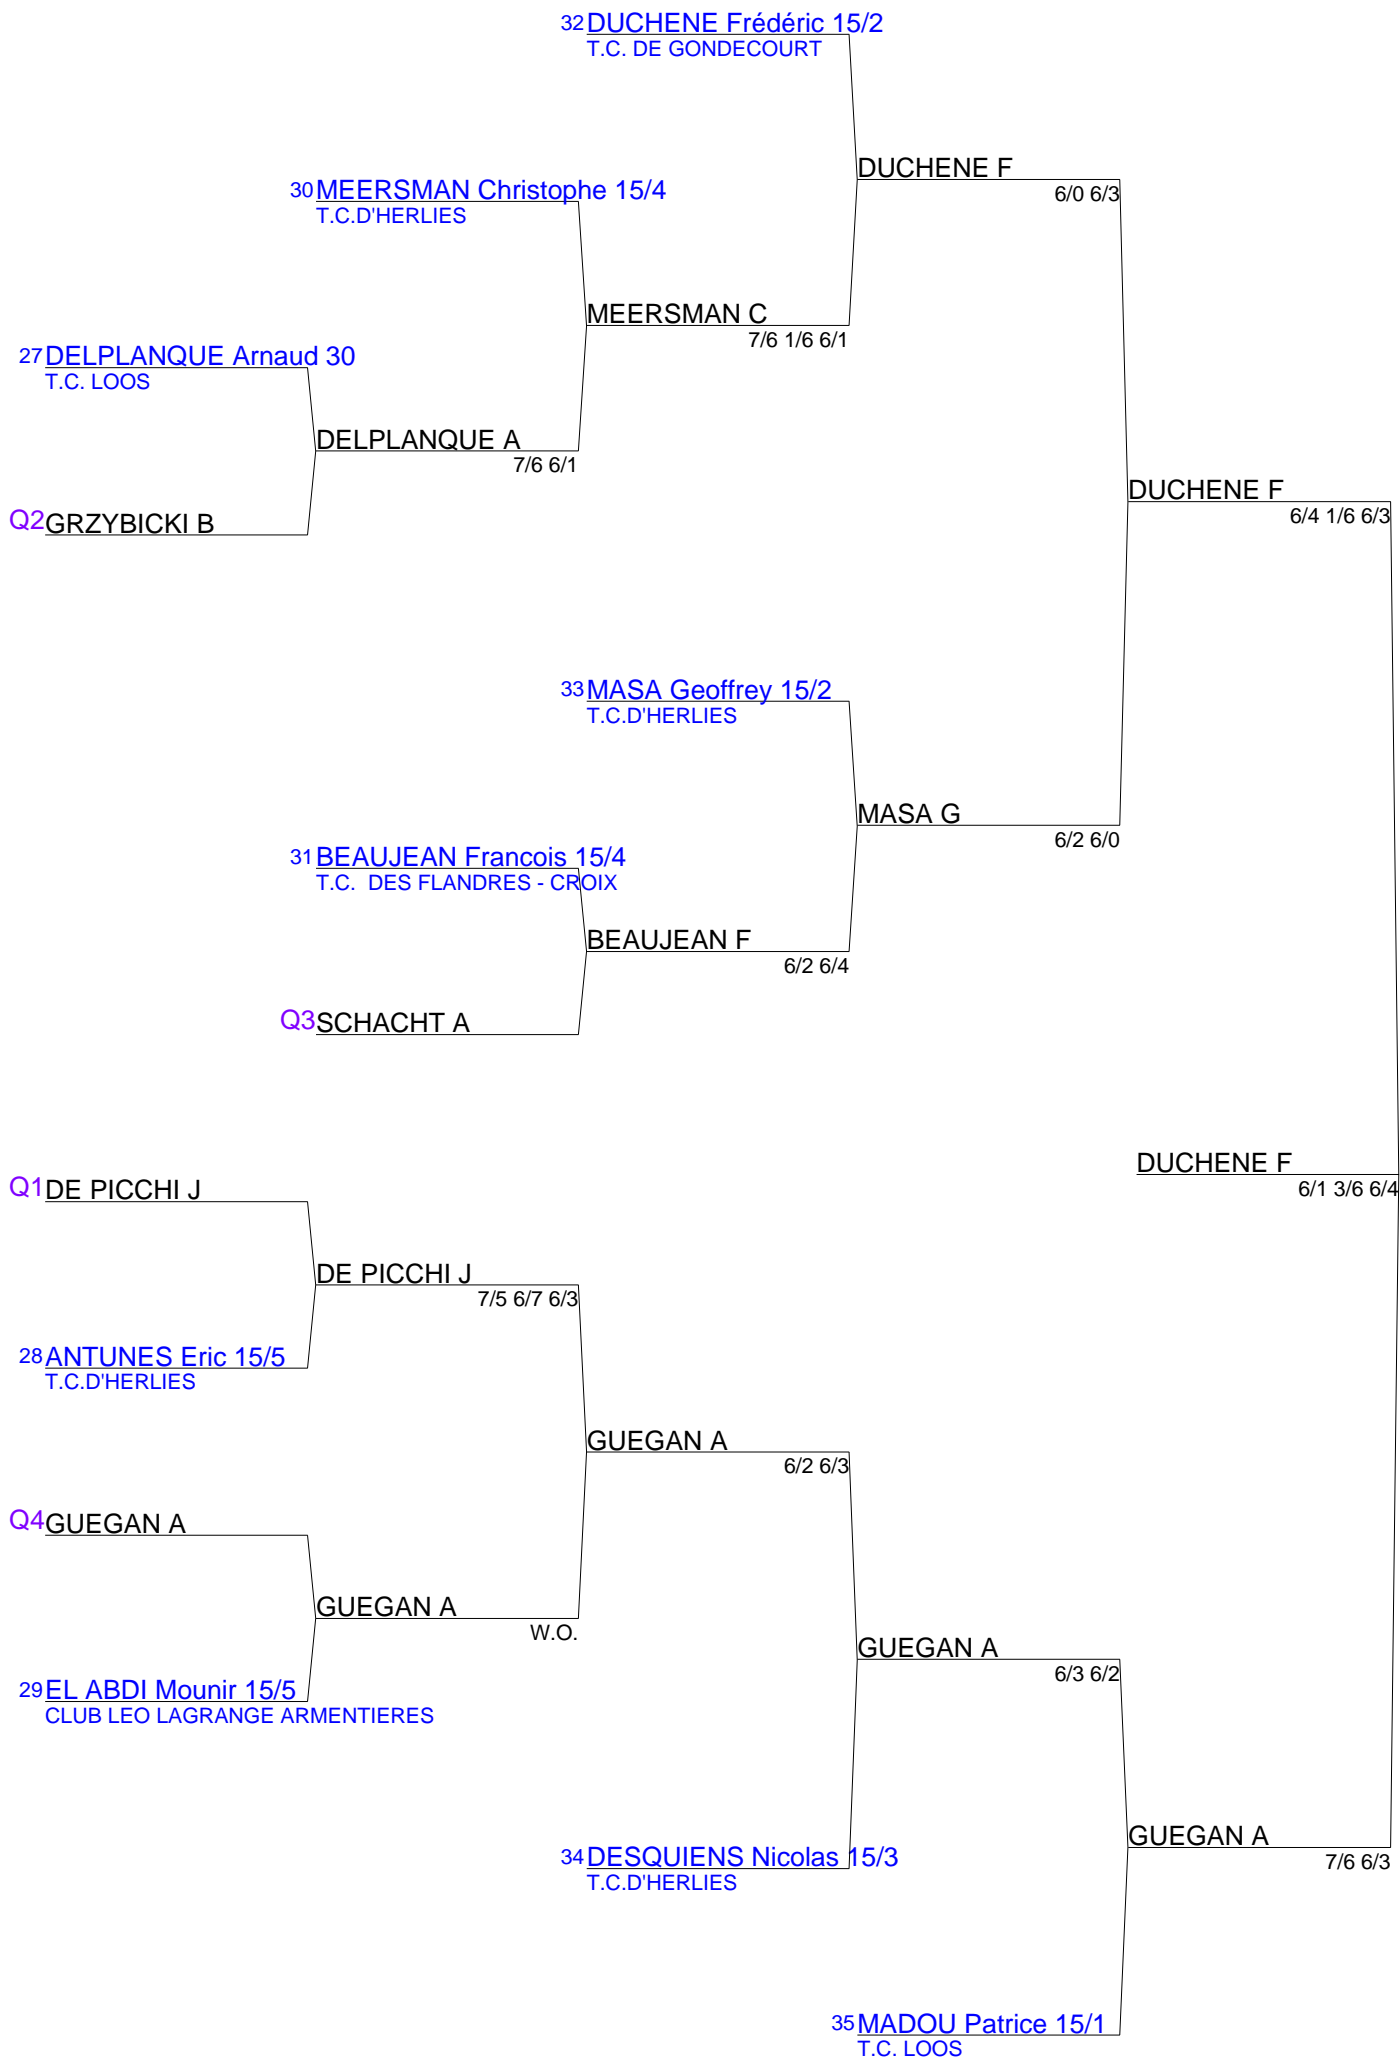 32 DUCHENE Frédéric 15/2
T.C. DE GONDECOURT
DUCHENE F
6/0 6/3
30 MEERSMAN Christophe 15/4
T.C.D'HERLIES
MEERSMAN C
7/6 1/6 6/1
27 DELPLANQUE Arnaud 30
T.C. LOOS
DELPLANQUE A
7/6 6/1
Q2 GRZYBICKI B
DUCHENE F
6/4 1/6 6/3
33 MASA Geoffrey 15/2
T.C.D'HERLIES
MASA G
6/2 6/0
31 BEAUJEAN Francois 15/4
T.C.  DES FLANDRES - CROIX
BEAUJEAN F
6/2 6/4
Q3 SCHACHT A
DUCHENE F
6/1 3/6 6/4
Q1 DE PICCHI J
DE PICCHI J
7/5 6/7 6/3
28 ANTUNES Eric 15/5
T.C.D'HERLIES
GUEGAN A
6/2 6/3
Q4 GUEGAN A
GUEGAN A
W.O.
29 EL ABDI Mounir 15/5
CLUB LEO LAGRANGE ARMENTIERES
GUEGAN A
6/3 6/2
34 DESQUIENS Nicolas 15/3
T.C.D'HERLIES
GUEGAN A
7/6 6/3
35 MADOU Patrice 15/1
T.C. LOOS